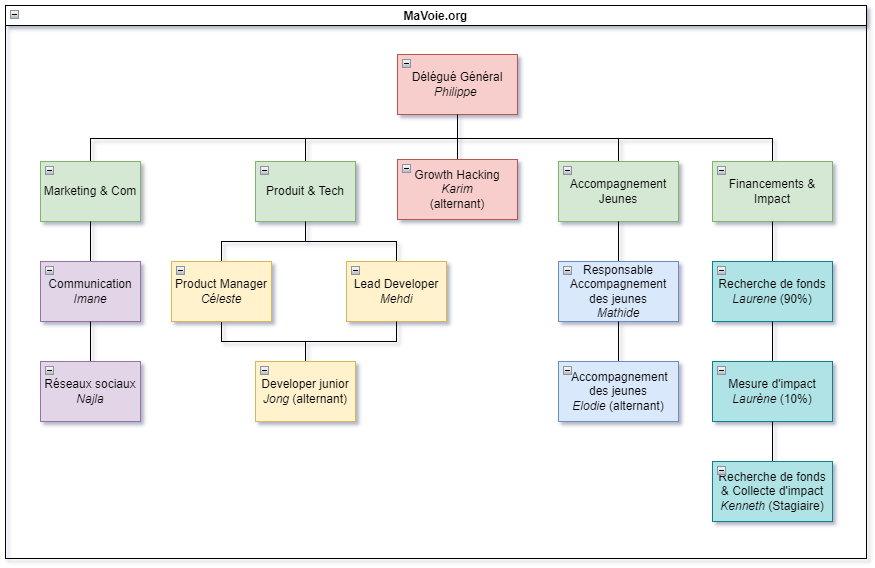 MaVoie.org
Délégué Général
Philippe
Marketing & Com
Produit & Tech
Growth Hacking
Karim
(alternant)
Accompagnement
Jeunes
Financements &
Impact
Communication
Imane
Product Manager
Céleste
Lead Developer
Mehdi
Responsable
Accompagnement
des jeunes
Mathide
Recherche de fonds
Laurene (90%)
Réseaux sociaux
Najla
Developer junior
Jong (alternant)
Accompagnement
des jeunes
Elodie (alternant)
Mesure d'impact
Laurène (10%)
Recherche de fonds
& Collecte d'impact
Kenneth (Stagiaire)